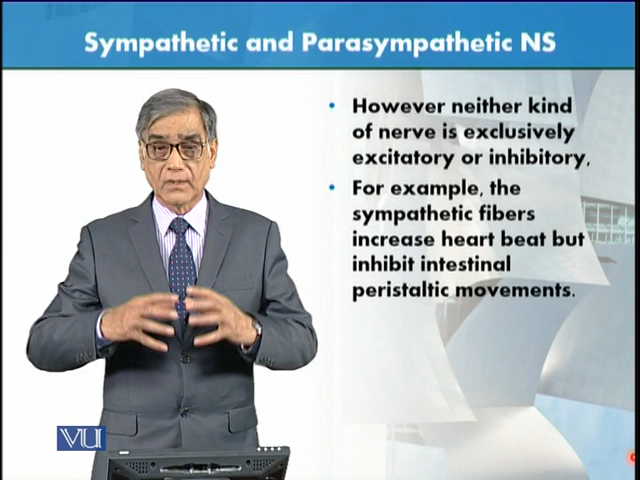 Sympathetic and Parasympathetic NS
However neither kind
of nerve is exclusively
excitatory or inhibitory,
For example, the
sympathetic fibers
increase heart beat but
inhibit intestinal
peristaltic movements.
VU